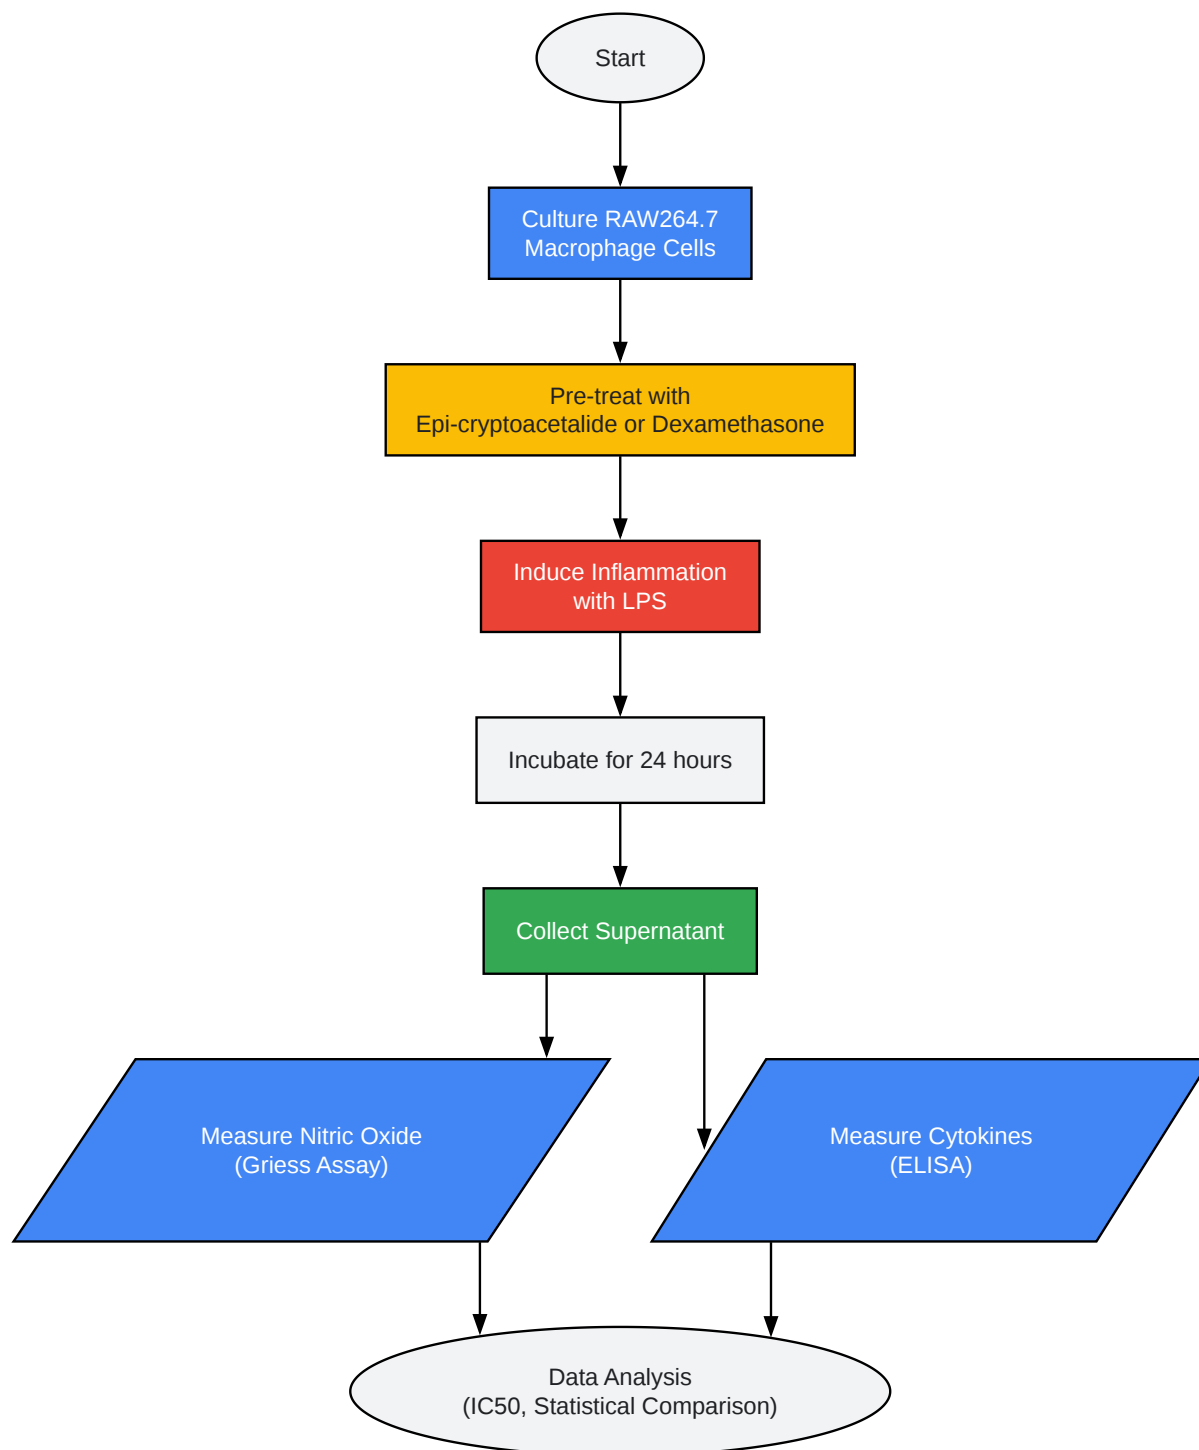 Start
Culture RAW264.7
Macrophage Cells
Pre-treat with
Epi-cryptoacetalide or Dexamethasone
Induce Inflammation
with LPS
Incubate for 24 hours
Collect Supernatant
Measure Nitric Oxide
(Griess Assay)
Measure Cytokines
(ELISA)
Data Analysis
(IC50, Statistical Comparison)